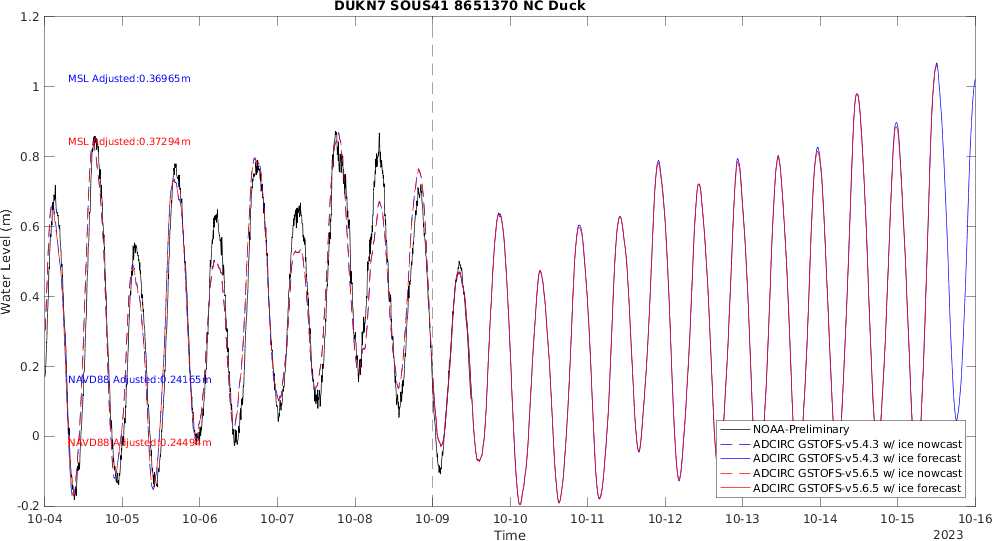 DUKN7 SOUS41 8651370 NC Duck
1.2
1
0.8
0.6
0.4
0.2
0
-0.2
Water Level (m)
MSL Adjusted:0.36965m
MSL Adjusted:0.37294m
NAVD88 Adjusted:0.24165m
NAVD88 Adjusted:0.24494m
NOAA-Preliminary
ADCIRC GSTOFS-v5.4.3 w/ ice nowcast
ADCIRC GSTOFS-v5.4.3 w/ ice forecast
ADCIRC GSTOFS-v5.6.5 w/ ice nowcast
ADCIRC GSTOFS-v5.6.5 w/ ice forecast
10-04 10-05 10-06 10-07 10-08 10-09 10-10 10-11 10-12 10-13 10-14 10-15 10-16
Time
2023